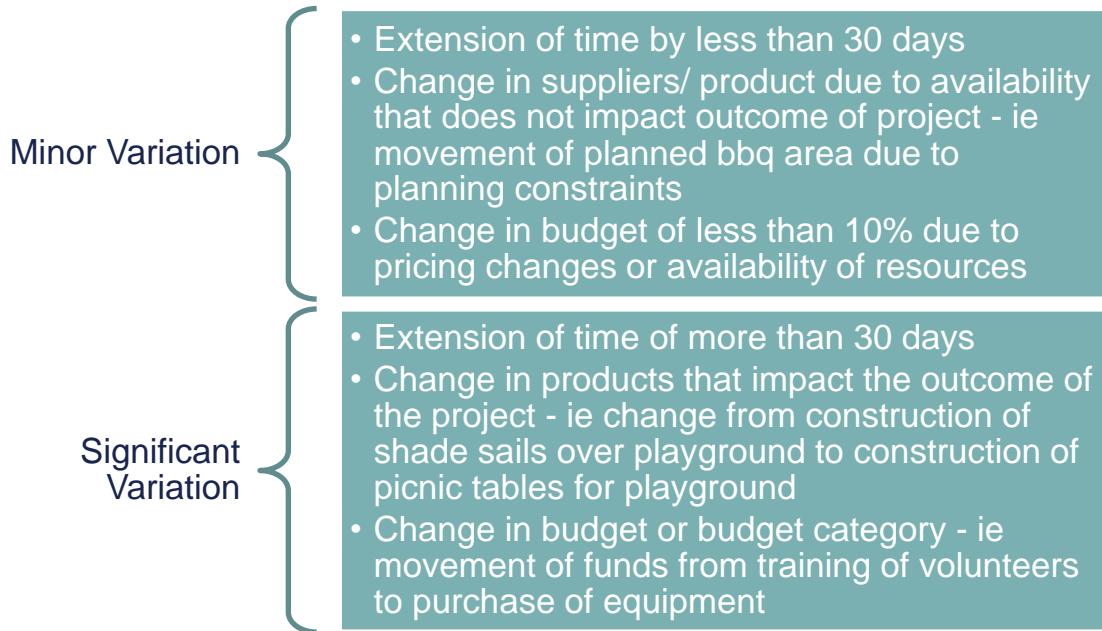 Minor Variation
• Extension of time by less than 30 days
• Change in suppliers/ product due to availability
that does not impact outcome of project - ie
movement of planned bbq area due to
planning constraints
• Change in budget of less than 10% due to
pricing changes or availability of resources
Significant
Variation
• Extension of time of more than 30 days
• Change in products that impact the outcome of
the project - ie change from construction of
shade sails over playground to construction of
picnic tables for playground
• Change in budget or budget category - ie
movement of funds from training of volunteers
to purchase of equipment